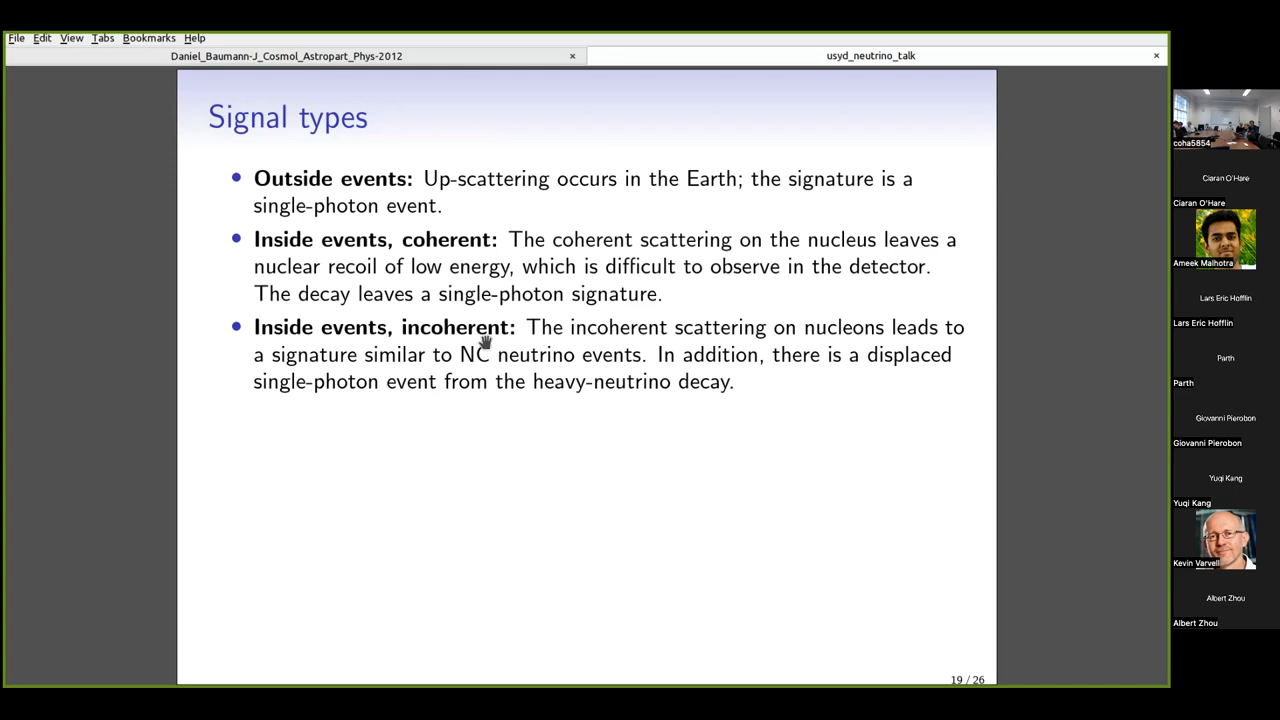 File Edit View Tabs Bookmarks Help
Daniel_Baumann-J_Cosmol_Astropart_Phys-2012 × usyd_neutrino_talk ×
Signal types
• Outside events: Up-scattering occurs in the Earth; the signature is a
single-photon event.
• Inside events, coherent: The coherent scattering on the nucleus leaves a
nuclear recoil of low energy, which is difficult to observe in the detector.
The decay leaves a single-photon signature.
• Inside events, incoherent: The incoherent scattering on nucleons leads to
a signature similar to NC neutrino events. In addition, there is a displaced
single-photon event from the heavy-neutrino decay.
19 / 26
coha5854
Ciaran O'Hare
Ciaran O'Hare
Ameek Malhotra
Lars Eric Hofflin
Lars Eric Hofflin
Parth
Parth
Giovanni Pierobon
Giovanni Pierobon
Yuqi Kang
Yuqi Kang
Kevin Varvell
Albert Zhou
Albert Zhou